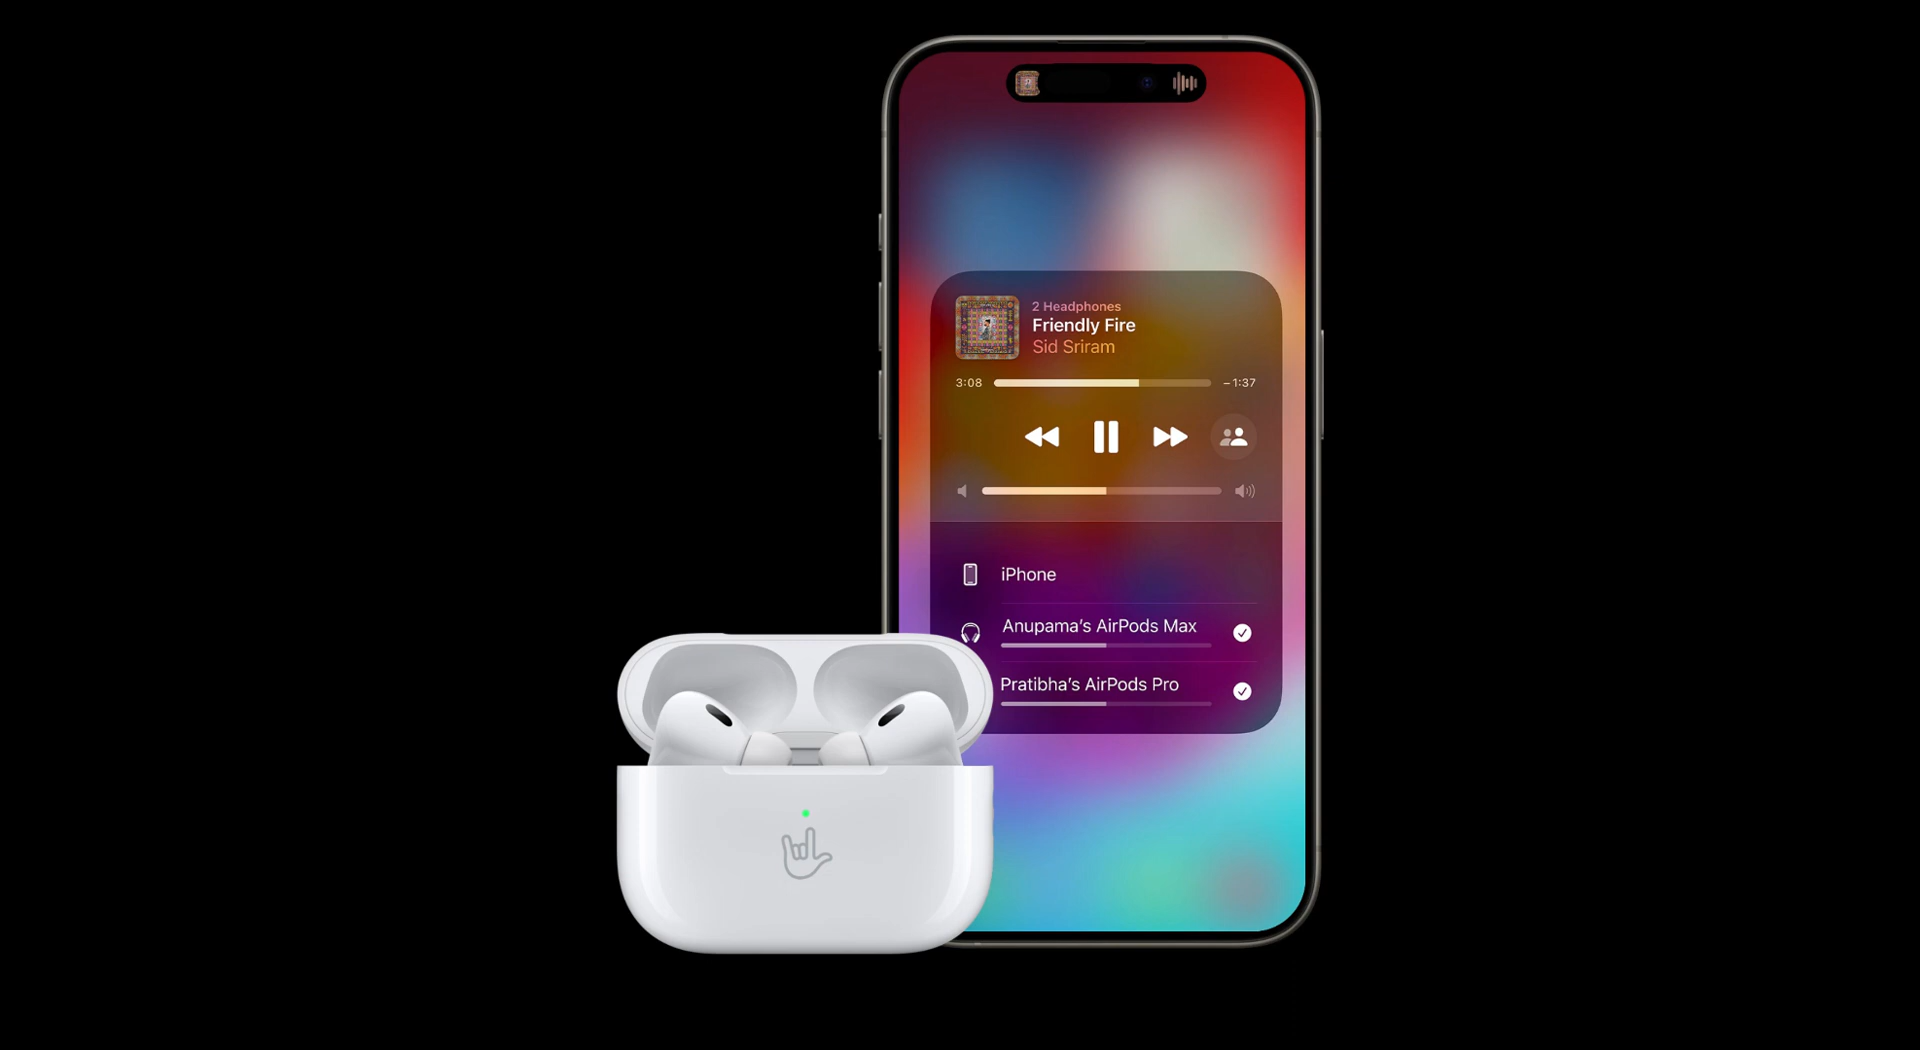 2 Headphones
Friendly Fire
Sid Sriram
3:08
–1:37
iPhone
Anupama’s AirPods Max
Pratibha’s AirPods Pro